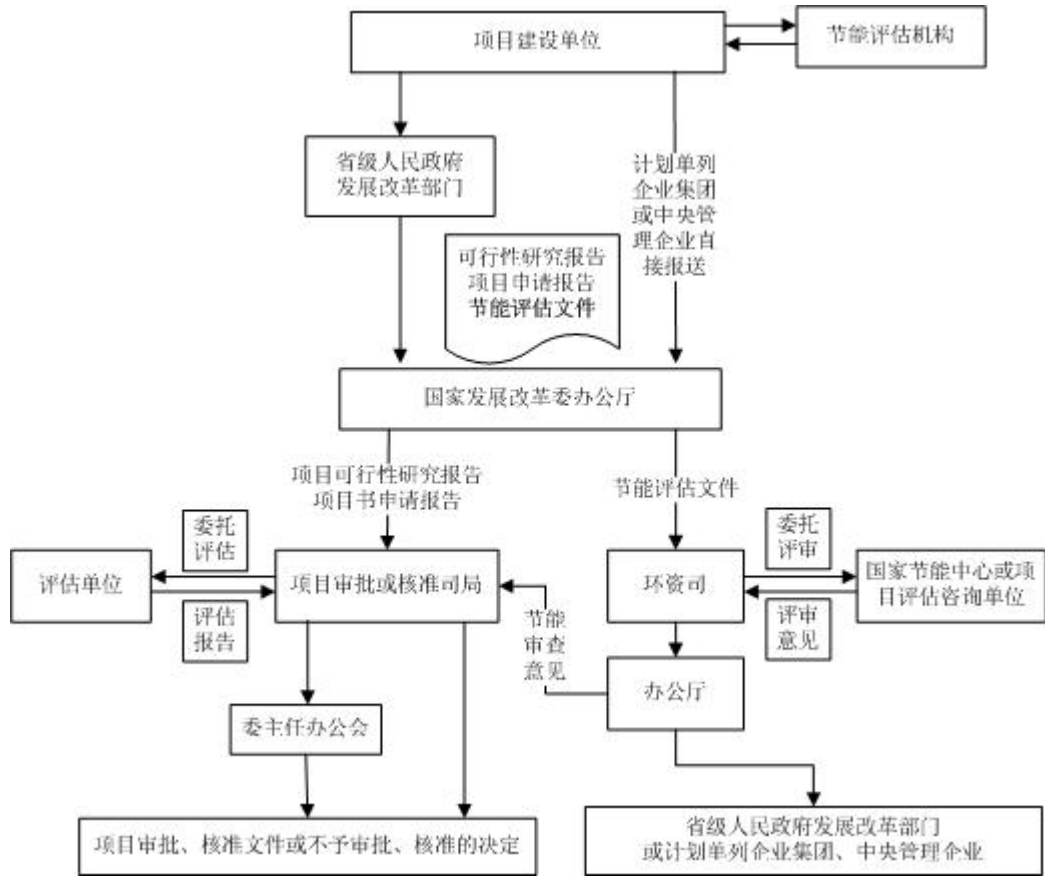 项目建设单位
节能评估机构
省级人民政府
发展改革部门
计划单列
企业集团
或中央管
理企业直
接报送
可行性研究报告
项目申请报告
节能评估文件
国家发展改革委办公厅
项目可行性研究报告
项目书申请报告
节能评估文件
委托
评估
委托
评审
评估单位
项目审批或核准司局
环资司
国家节能中心或项
目评估咨询单位
评估
报告
节能
审查
意见
评审
意见
办公厅
委主任办公会
项目审批、核准文件或不予审批、核准的决定
省级人民政府发展改革部门
或计划单列企业集团、中央管理企业